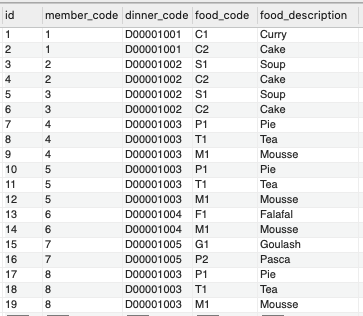 id member_code dinner_code food_code food_description
1 1 D00001001 C1 Curry
2 1 D00001001 C2 Cake
3 2 D00001002 S1 Soup
4 2 D00001002 C2 Cake
5 3 D00001002 S1 Soup
6 3 D00001002 C2 Cake
7 4 D00001003 P1 Pie
8 4 D00001003 T1 Tea
9 4 D00001003 M1 Mousse
10 5 D00001003 P1 Pie
11 5 D00001003 T1 Tea
12 5 D00001003 M1 Mousse
13 6 D00001004 F1 Falafal
14 6 D00001004 M1 Mousse
15 7 D00001005 G1 Goulash
16 7 D00001005 P2 Pasca
17 8 D00001003 P1 Pie
18 8 D00001003 T1 Tea
19 8 D00001003 M1 Mousse